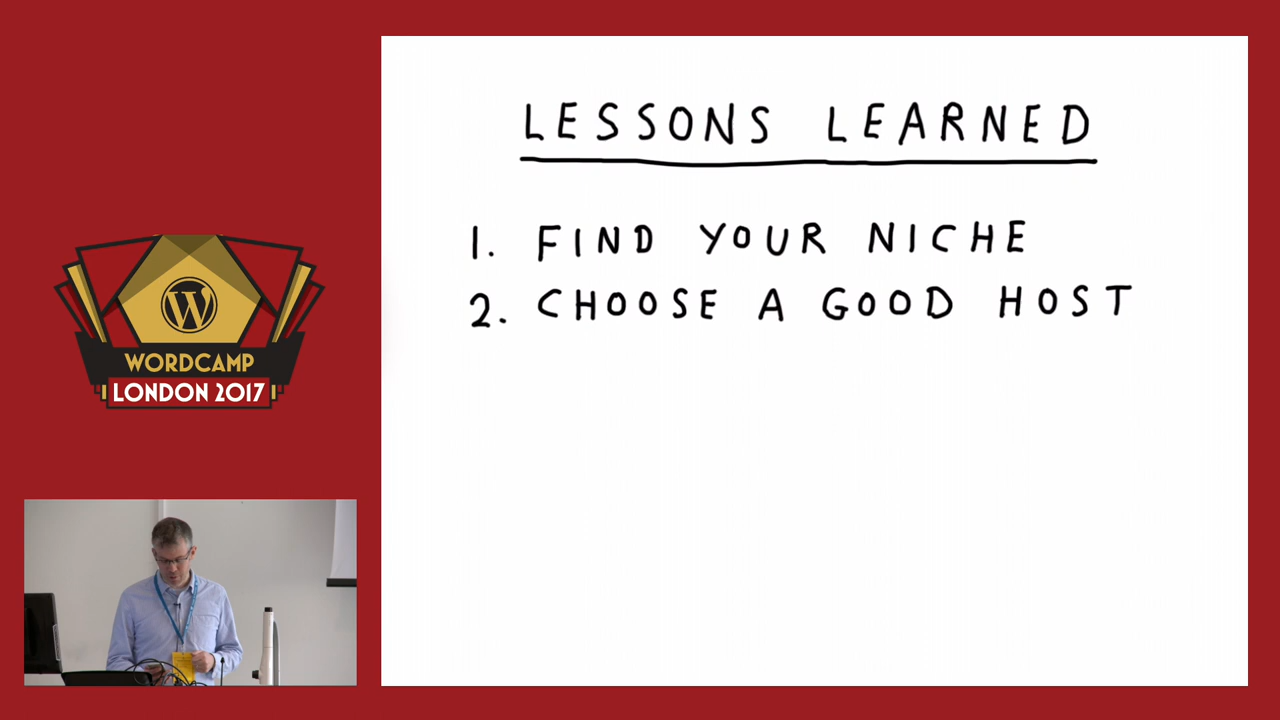 LESSONS LEARNED
1. FIND YOUR NICHE
2. CHOOSE A GOOD HOST
WORDCAMP
LONDON 2017